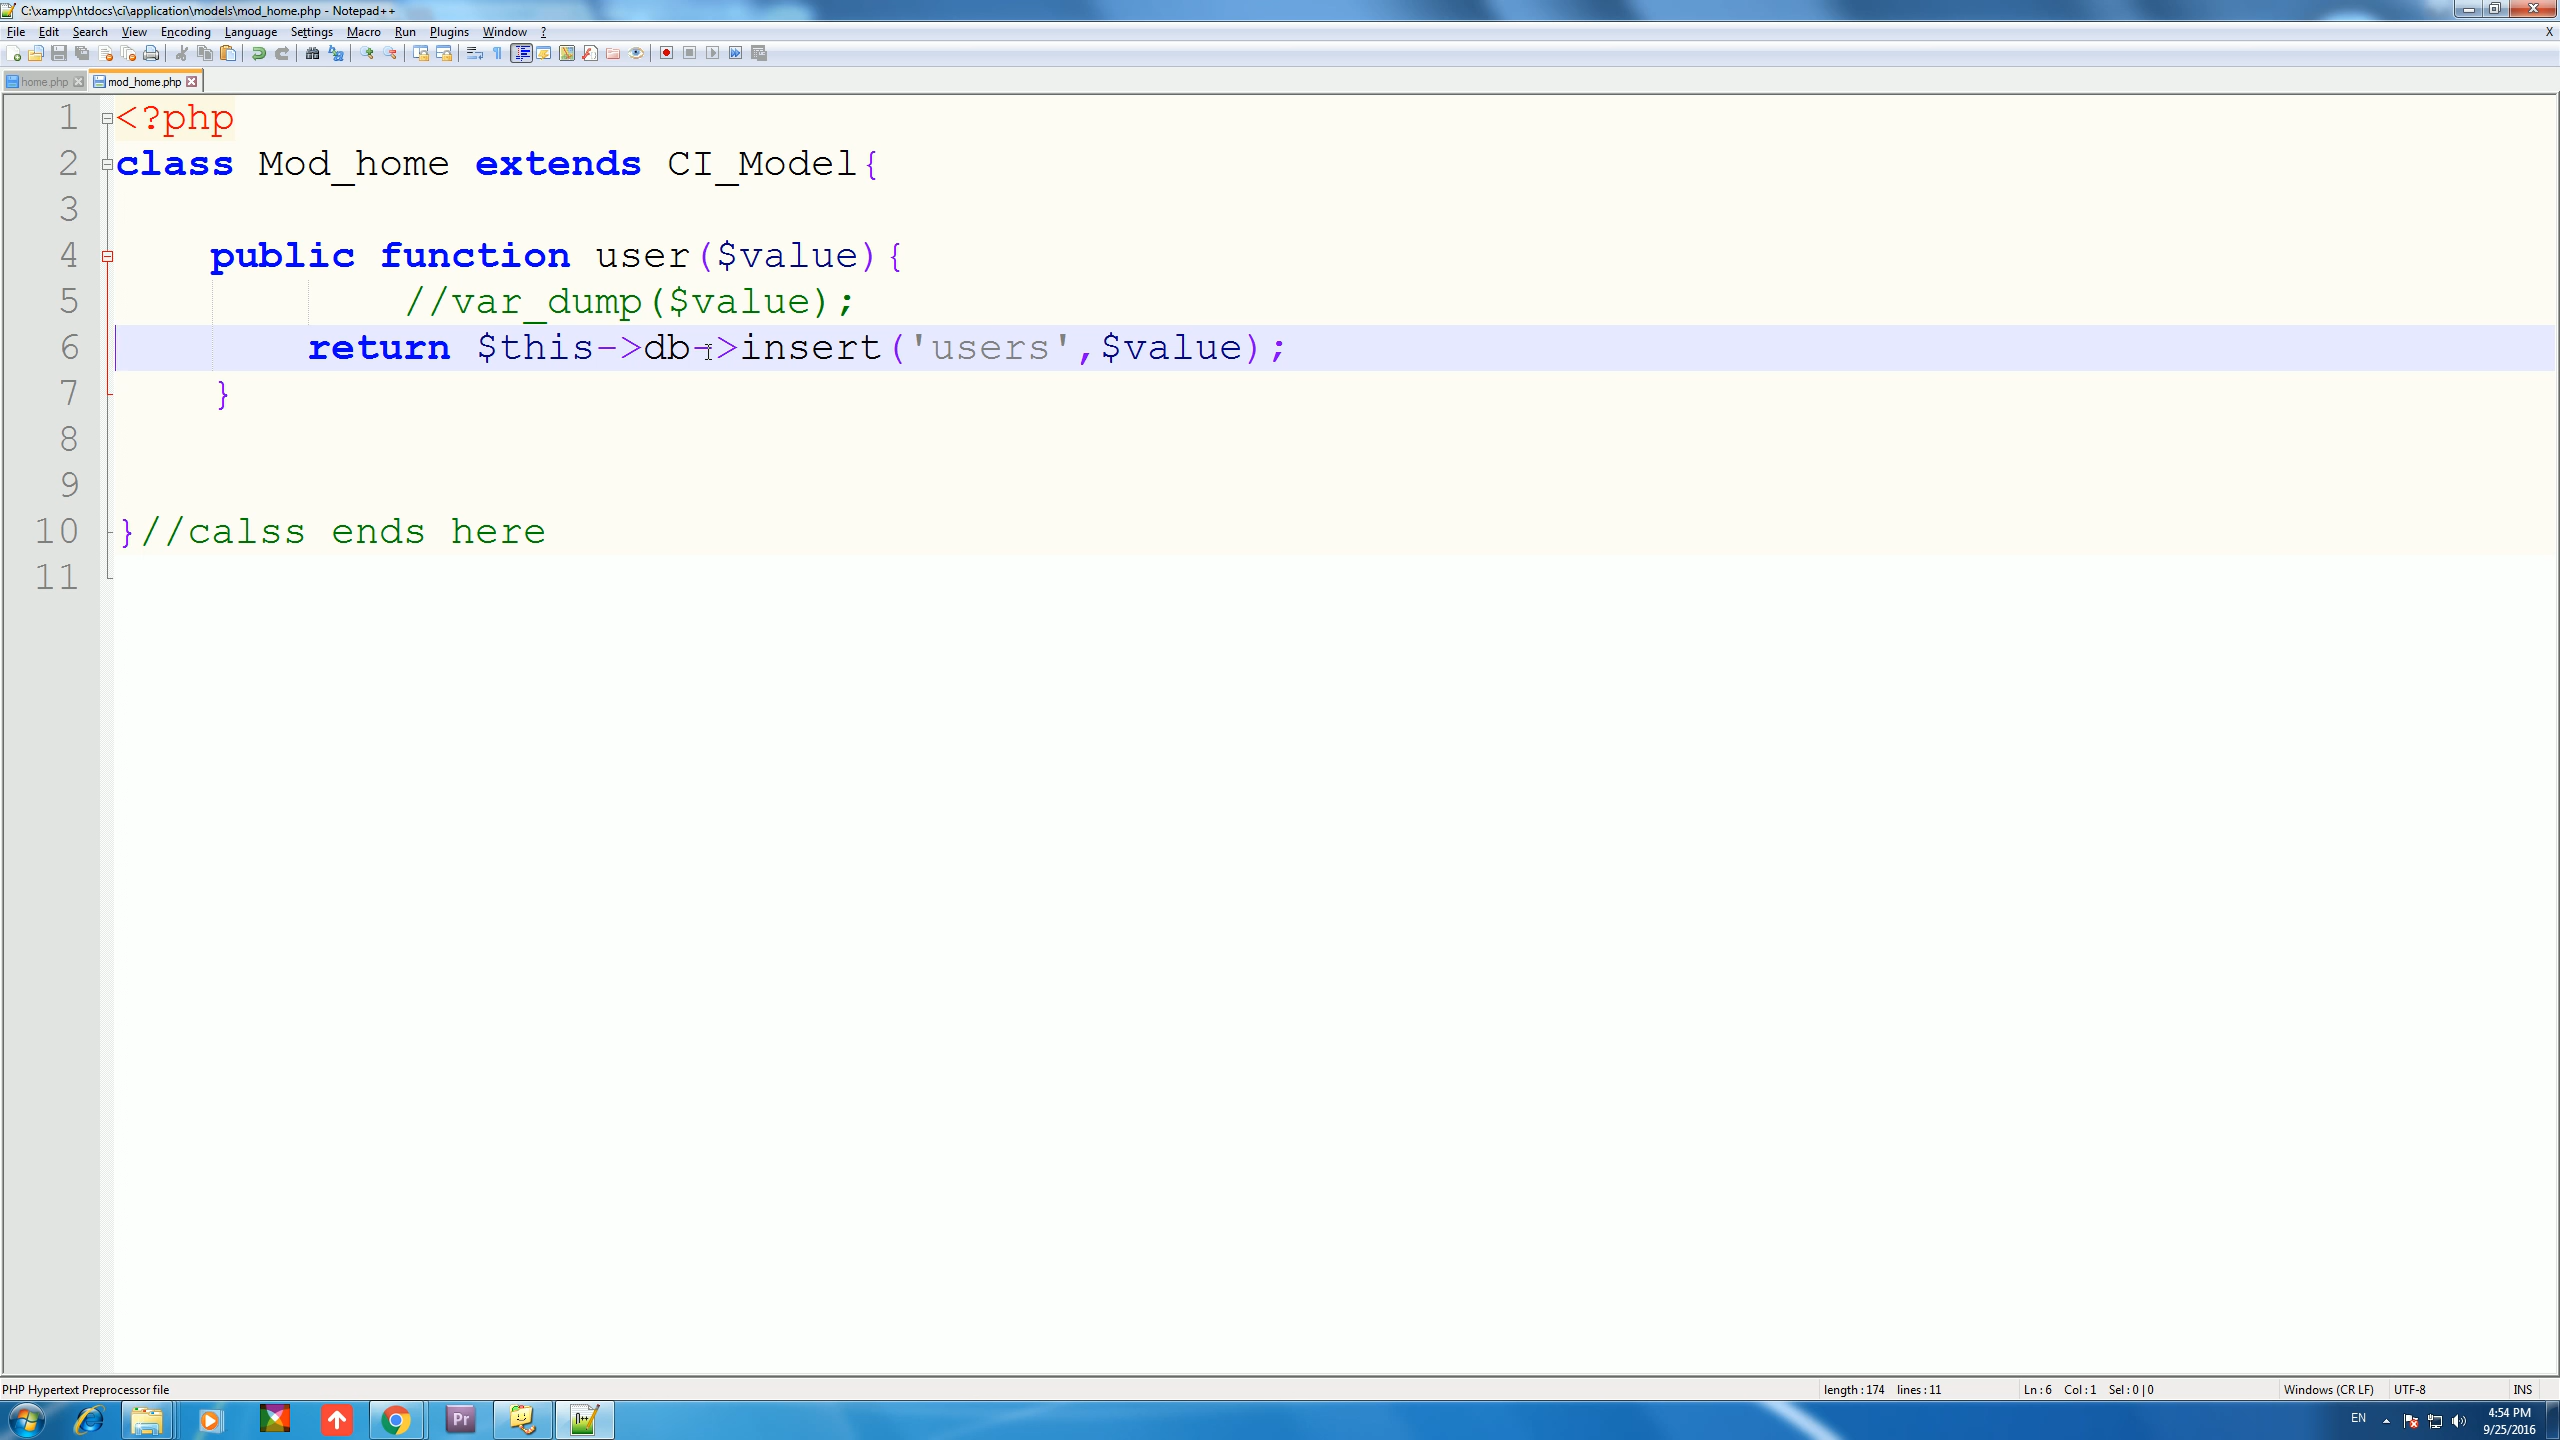 C:\xampp\htdocs\ci\application\models\mod_home.php - Notepad++
File Edit Search View Encoding Language Settings Macro Run Plugins Window ? X
home.php mod_home.php
1 <?php
2 class Mod_home extends CI_Model{
3
4 public function user($value){
5 //var_dump($value);
6 return $this->db->insert('users',$value);
7 }
8
9
10 }//calss ends here
11
PHP Hypertext Preprocessor file length : 174 lines : 11 Ln : 6 Col : 1 Sel : 0 | 0 Windows (CR LF) UTF-8 INS
Pr n++ EN 4:54 PM
9/25/2016